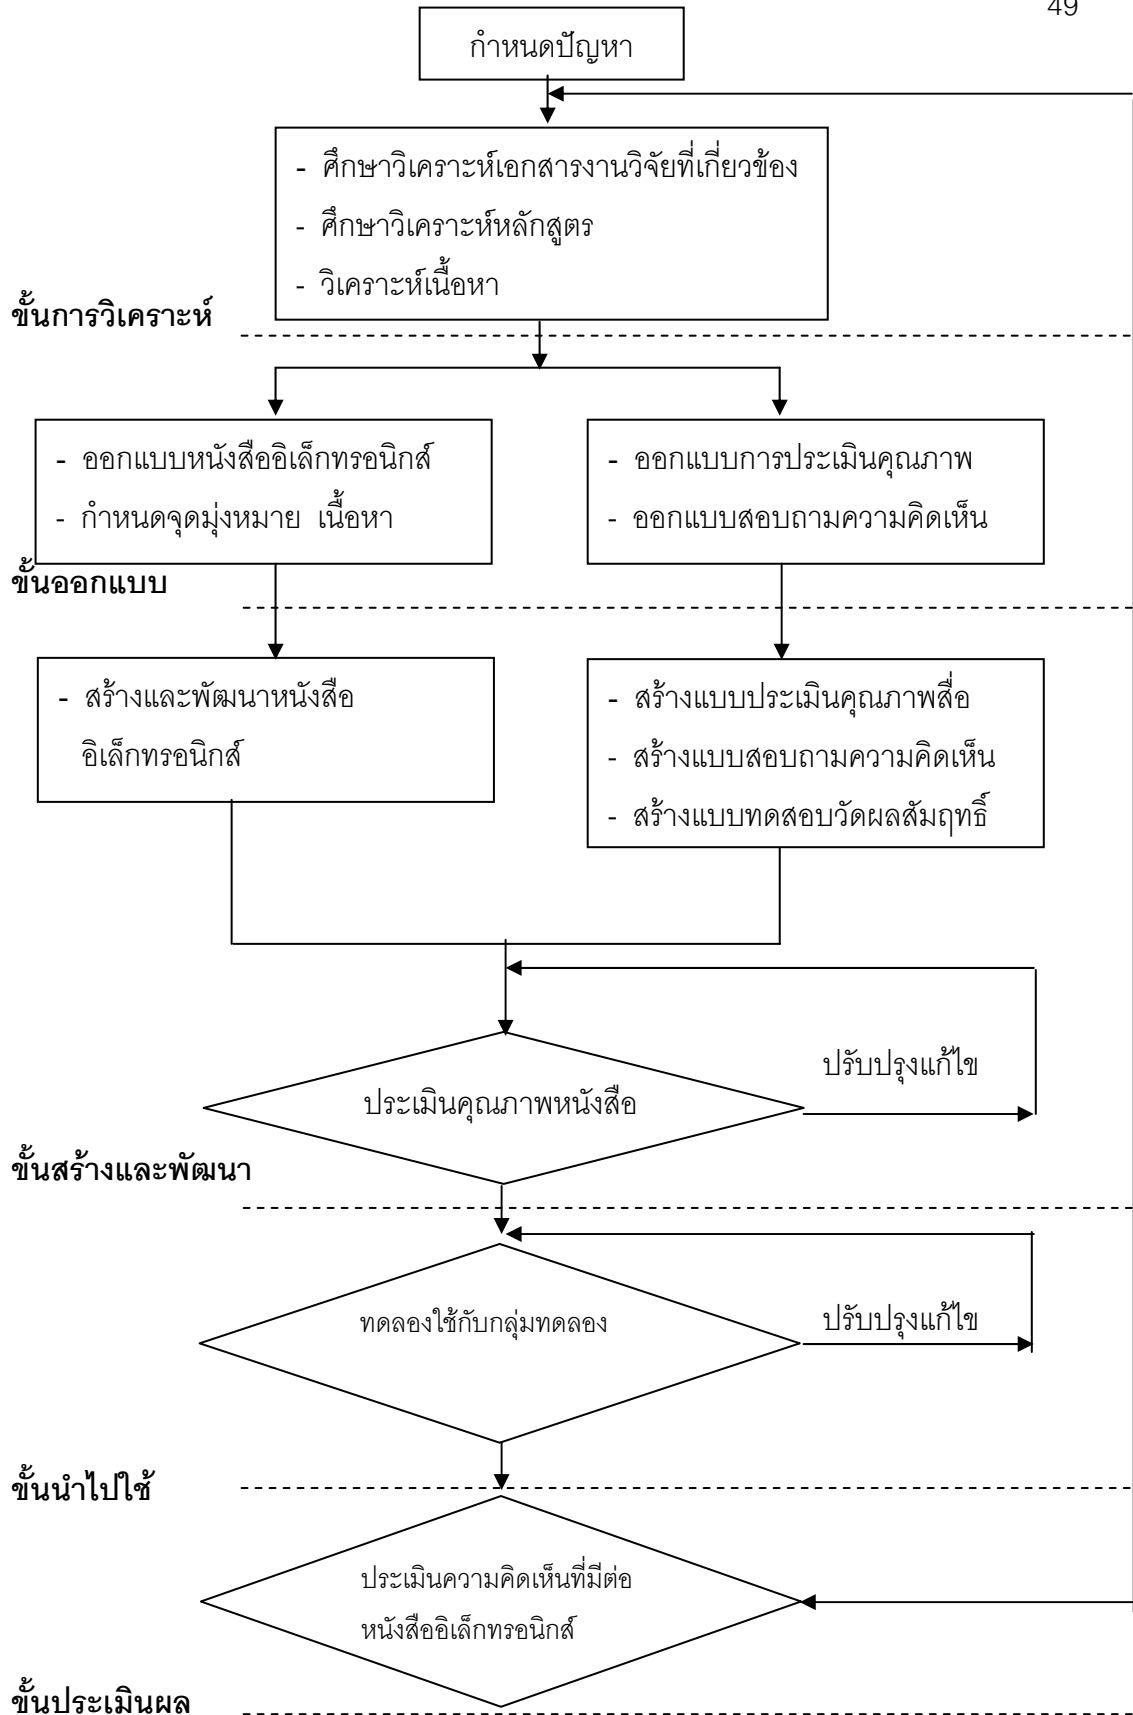 49
กำหนดปัญหา
- ศึกษาวิเคราะห์เอกสารงานวิจัยที่เกี่ยวข้อง
- ศึกษาวิเคราะห์หลักสูตร
- วิเคราะห์เนื้อหา
ขั้นการวิเคราะห์
- ออกแบบหนังสืออิเล็กทรอนิกส์
- กำหนดจุดมุ่งหมาย เนื้อหา
- ออกแบบการประเมินคุณภาพ
- ออกแบบสอบถามความคิดเห็น
ขั้นออกแบบ
- สร้างและพัฒนาหนังสือ
อิเล็กทรอนิกส์
- สร้างแบบประเมินคุณภาพสื่อ
- สร้างแบบสอบถามความคิดเห็น
- สร้างแบบทดสอบวัดผลสัมฤทธิ์
ปรับปรุงแก้ไข
ประเมินคุณภาพหนังสือ
ขั้นสร้างและพัฒนา
ทดลองใช้กับกลุ่มทดลอง
ปรับปรุงแก้ไข
ขั้นนำไปใช้
ประเมินความคิดเห็นที่มีต่อ
หนังสืออิเล็กทรอนิกส์
ขั้นประเมินผล